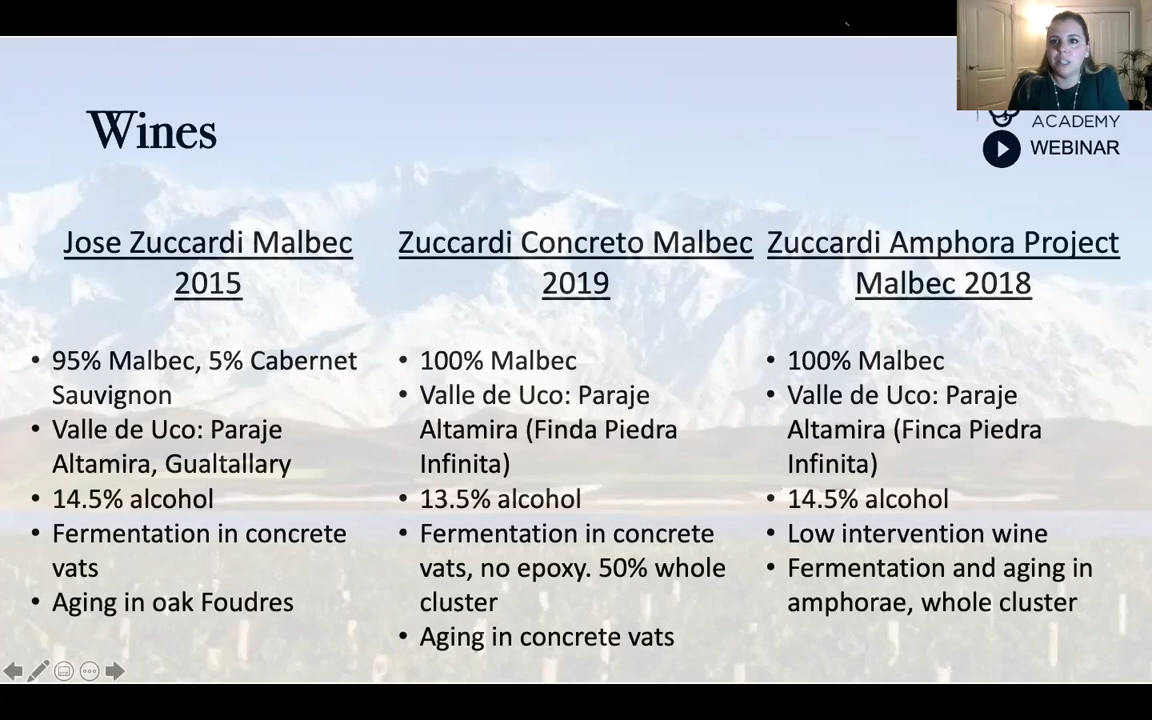 Wines
ACADEMY
WEBINAR
Jose Zuccardi Malbec
2015
95% Malbec, 5% Cabernet
Sauvignon
Valle de Uco: Paraje
Altamira, Gualtallary
14.5% alcohol
Fermentation in concrete
vats
Aging in oak Foudres
Zuccardi Concreto Malbec
2019
100% Malbec
Valle de Uco: Paraje
Altamira (Finda Piedra
Infinita)
13.5% alcohol
Fermentation in concrete
vats, no epoxy. 50% whole
cluster
Aging in concrete vats
Zuccardi Amphora Project
Malbec 2018
100% Malbec
Valle de Uco: Paraje
Altamira (Finca Piedra
Infinita)
14.5% alcohol
Low intervention wine
Fermentation and aging in
amphorae, whole cluster